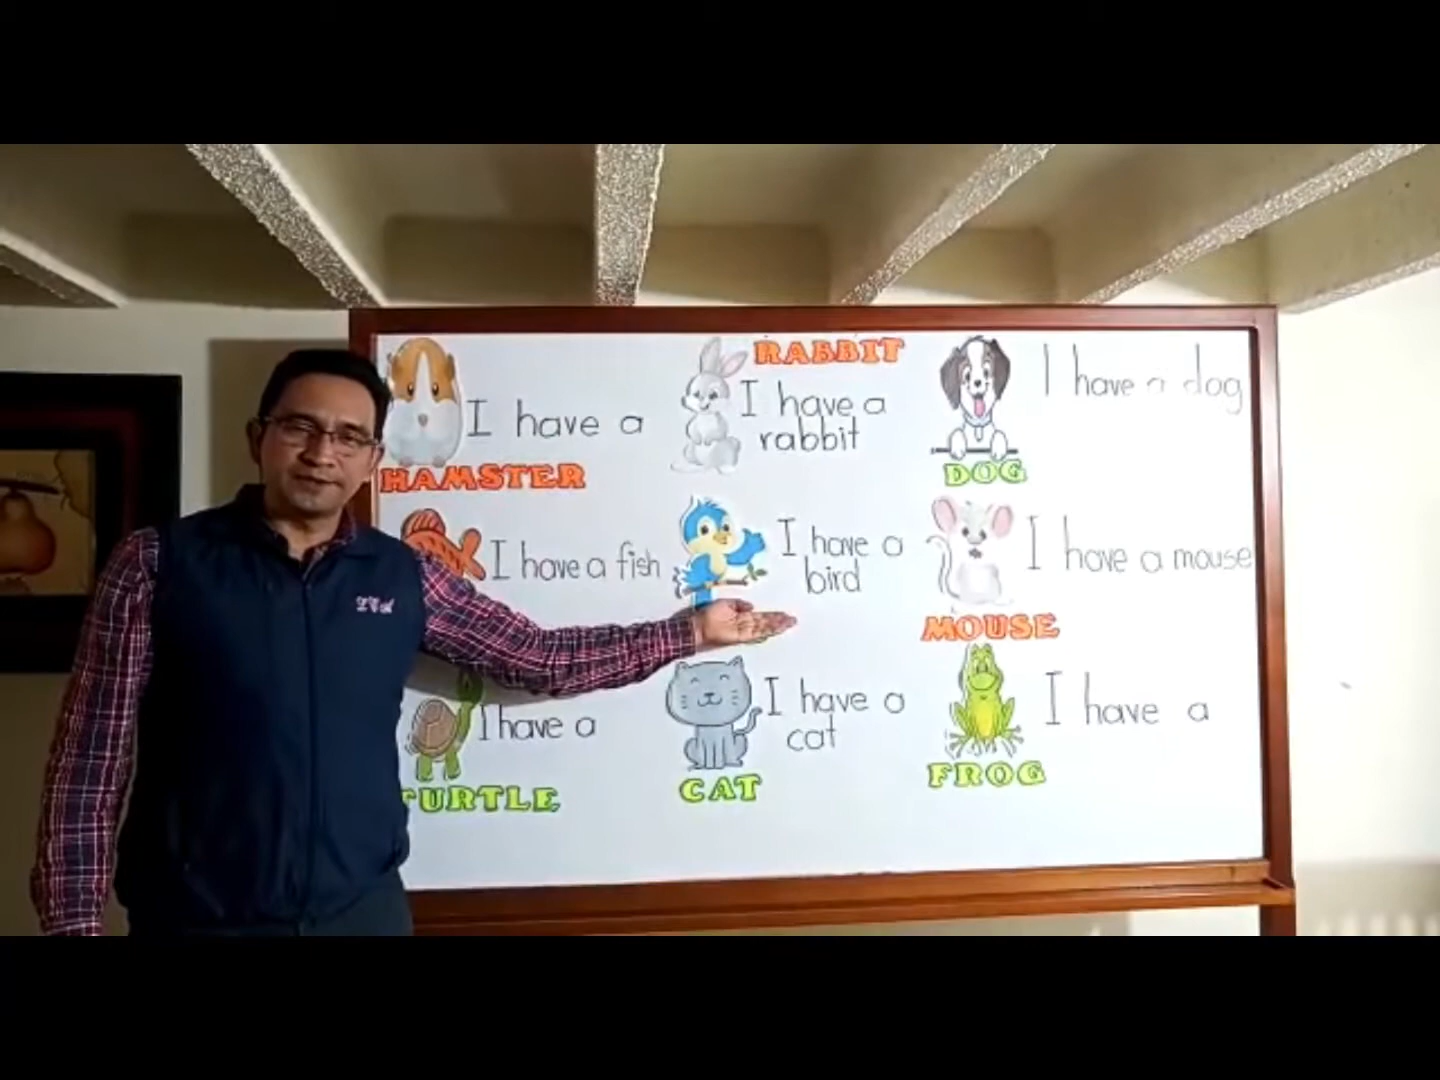 I have a
HAMSTER
RABBIT
I have a
rabbit
I have a dog
DOG
I have a fish
I have a
bird
I have a mouse
MOUSE
I have a
TURTLE
I have a
cat
CAT
I have a
FROG